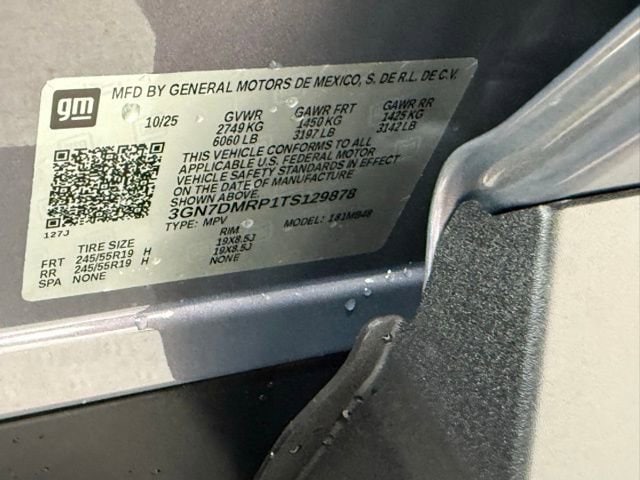 gm
MFD BY GENERAL MOTORS DE MEXICO, S. DE R.L. DE C.V.
10/25 GVWR GAWR FRT GAWR RR
2749 KG 1450 KG 1425 KG
6060 LB 3197 LB 3142 LB
THIS VEHICLE CONFORMS TO ALL
APPLICABLE U.S. FEDERAL MOTOR
VEHICLE SAFETY STANDARDS IN EFFECT
ON THE DATE OF MANUFACTURE
SHOWN ABOVE.
3GN7DMRP1TS129878
TYPE: MPV MODEL: 181MB48
127J
TIRE SIZE RIM
FRT 245/55R19 H 19X8.5J
RR 245/55R19 H 19X8.5J
SPA NONE NONE